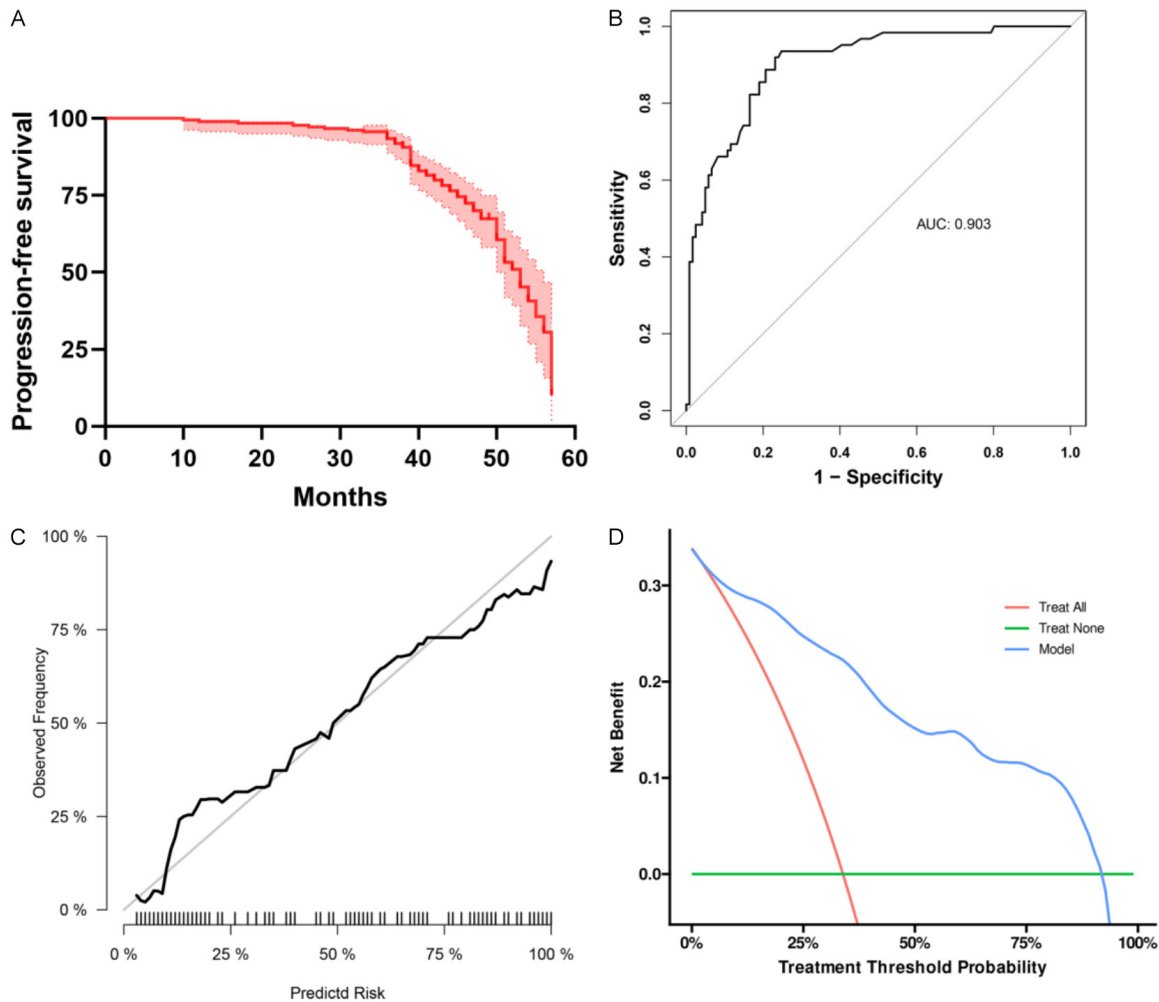 A
Progression-free survival
100
75
50
25
0
0 10 20 30 40 50 60
Months
B
Sensitivity
1.0
0.8
0.6
0.4
0.2
0.0
AUC: 0.903
0.0 0.2 0.4 0.6 0.8 1.0
1 − Specificity
C
Observed Frequency
100 %
75 %
50 %
25 %
0 %
0 % 25 % 50 % 75 % 100 %
Predictd Risk
D
Net Benefit
0.3
0.2
0.1
0.0
Treat All
Treat None
Model
0% 25% 50% 75% 100%
Treatment Threshold Probability